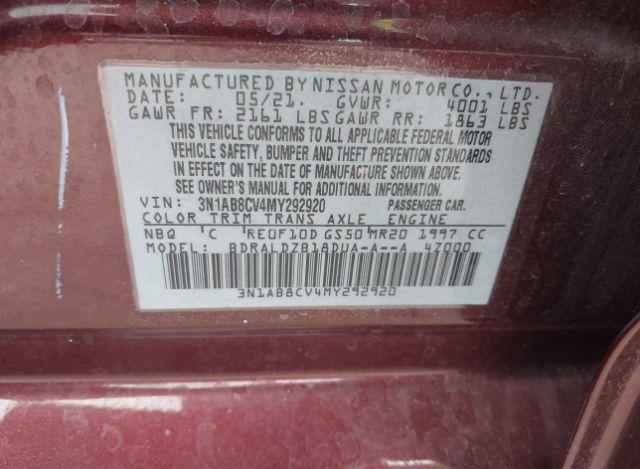 MANUFACTURED BY NISSAN MOTOR CO., LTD.
DATE: 05/21. GVWR: 4001 LBS
GAWR FR: 2161 LBS GAWR RR: 1863 LBS
THIS VEHICLE CONFORMS TO ALL APPLICABLE FEDERAL MOTOR
VEHICLE SAFETY, BUMPER AND THEFT PREVENTION STANDARDS
IN EFFECT ON THE DATE OF MANUFACTURE SHOWN ABOVE.
SEE OWNER'S MANUAL FOR ADDITIONAL INFORMATION.
VIN: 3N1AB8CV4MY292920 PASSENGER CAR.
COLOR TRIM TRANS AXLE ENGINE
NBQ C RE0F10D GS50 MR20 1997 CC
MODEL: BDRALDZB18DUA-A--A 47000
3N1AB8CV4MY292920